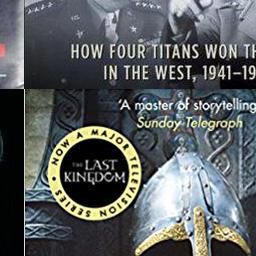 HOW FOUR TITANS WON TH
IN THE WEST, 1941–19
'A master of storytelling
Sunday Telegraph
NOW A MAJOR TELEVISION SERIES
THE LAST
KINGDOM